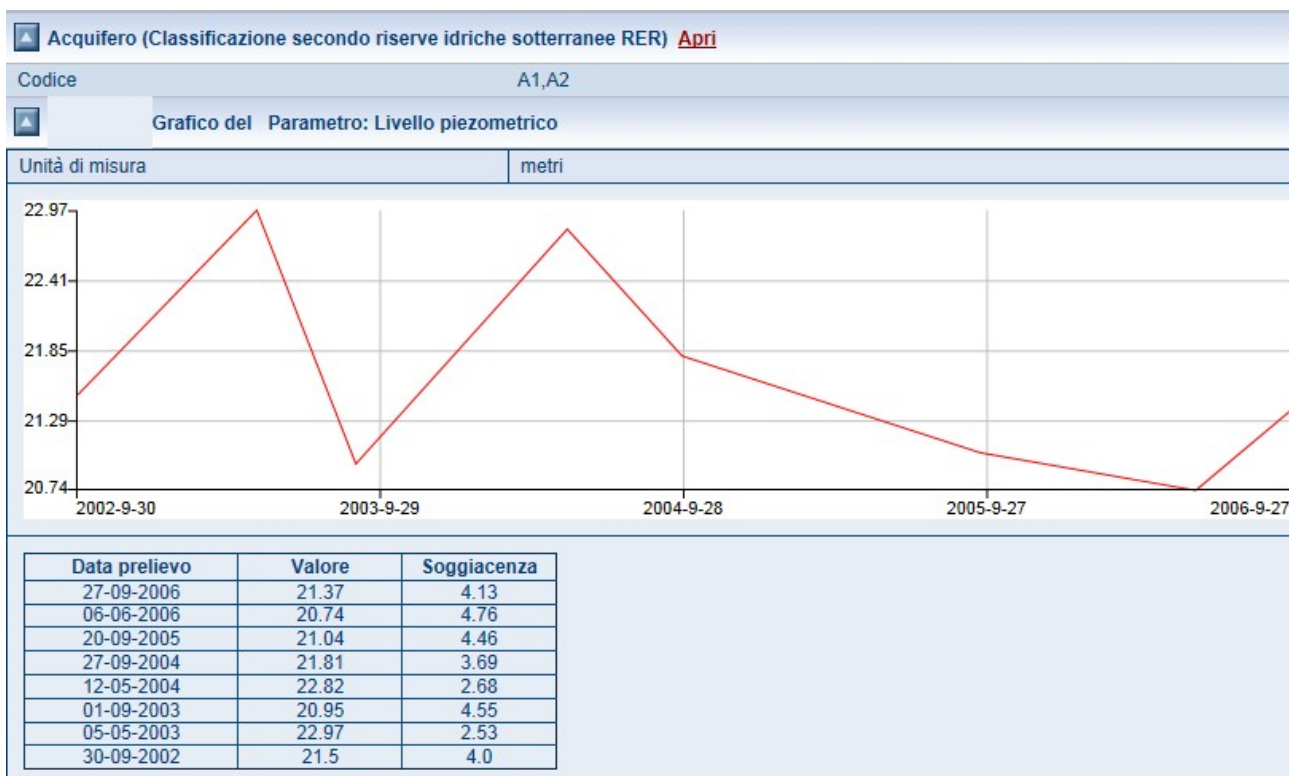 Acquifero (Classificazione secondo riserve idriche sotterranee RER) Apri
Codice A1,A2
Grafico del Parametro: Livello piezometrico
Unità di misura metri
22.97
22.41
21.85
21.29
20.74
2002-9-30 2003-9-29 2004-9-28 2005-9-27 2006-9-27
Data prelievo Valore Soggiacenza
27-09-2006 21.37 4.13
06-06-2006 20.74 4.76
20-09-2005 21.04 4.46
27-09-2004 21.81 3.69
12-05-2004 22.82 2.68
01-09-2003 20.95 4.55
05-05-2003 22.97 2.53
30-09-2002 21.5 4.0